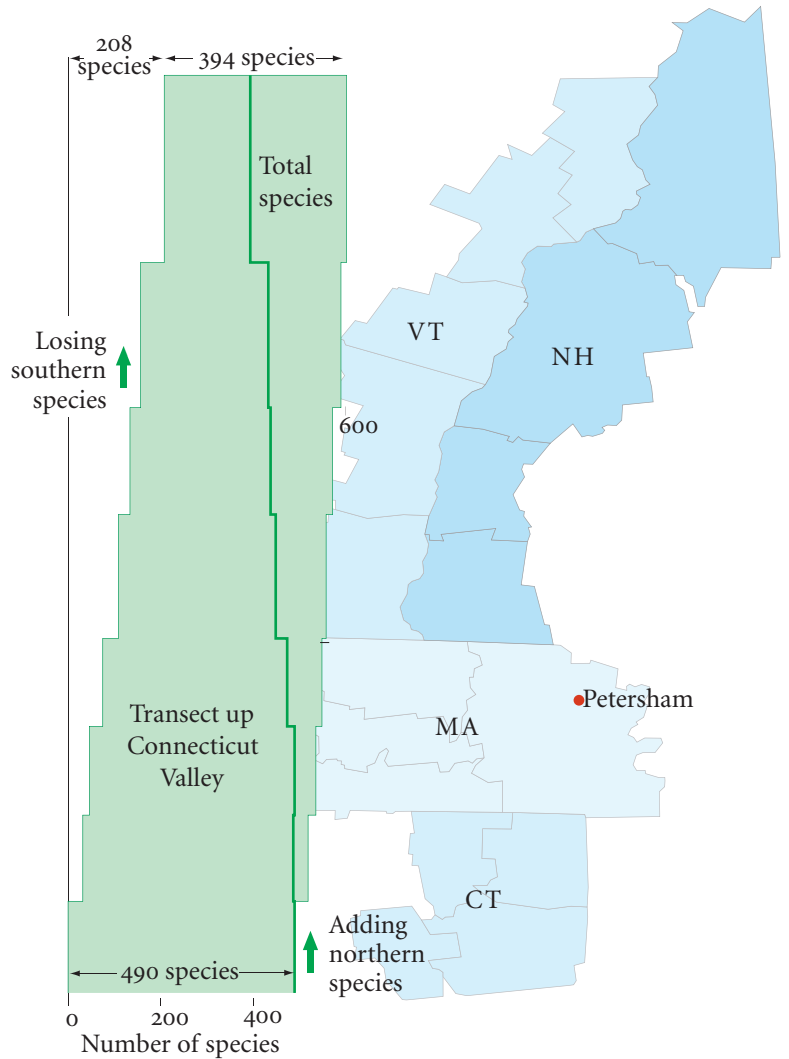 208
species
394 species
Total
species
VT
NH
Losing
southern
species
600
Petersham
Transect up
Connecticut
Valley
MA
CT
Adding
northern
species
490 species
0 200 400
Number of species